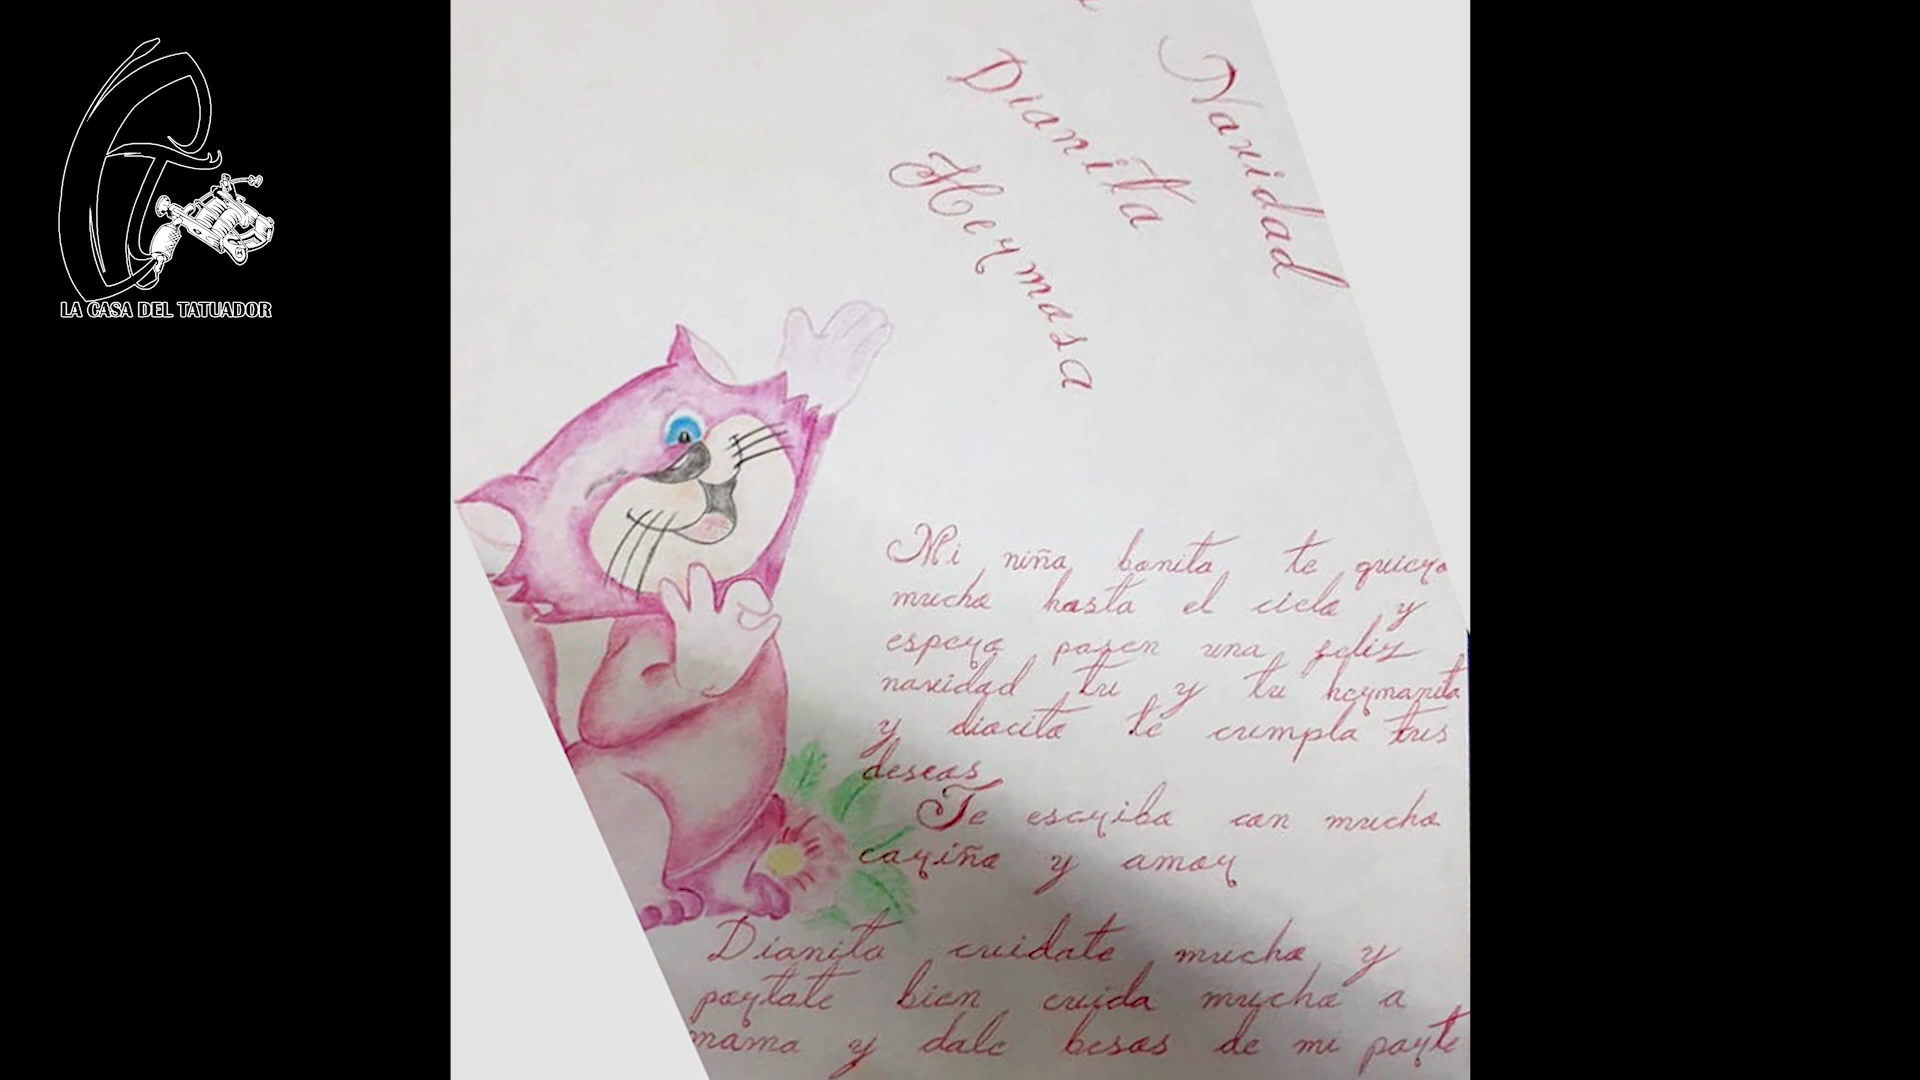 LA CASA DEL TATUADOR
Navidad
Dianita
Hermosa
Mi niña bonita te quiero
mucho hasta el cielo y
espero pasen una feliz
navidad tu y tu hermanita
y diocito te cumpla tus
deseos
Te escribo con mucho
cariño y amor
Dianita cuidate mucho y
portate bien cuida mucho a
mama y dale besos de mi parte